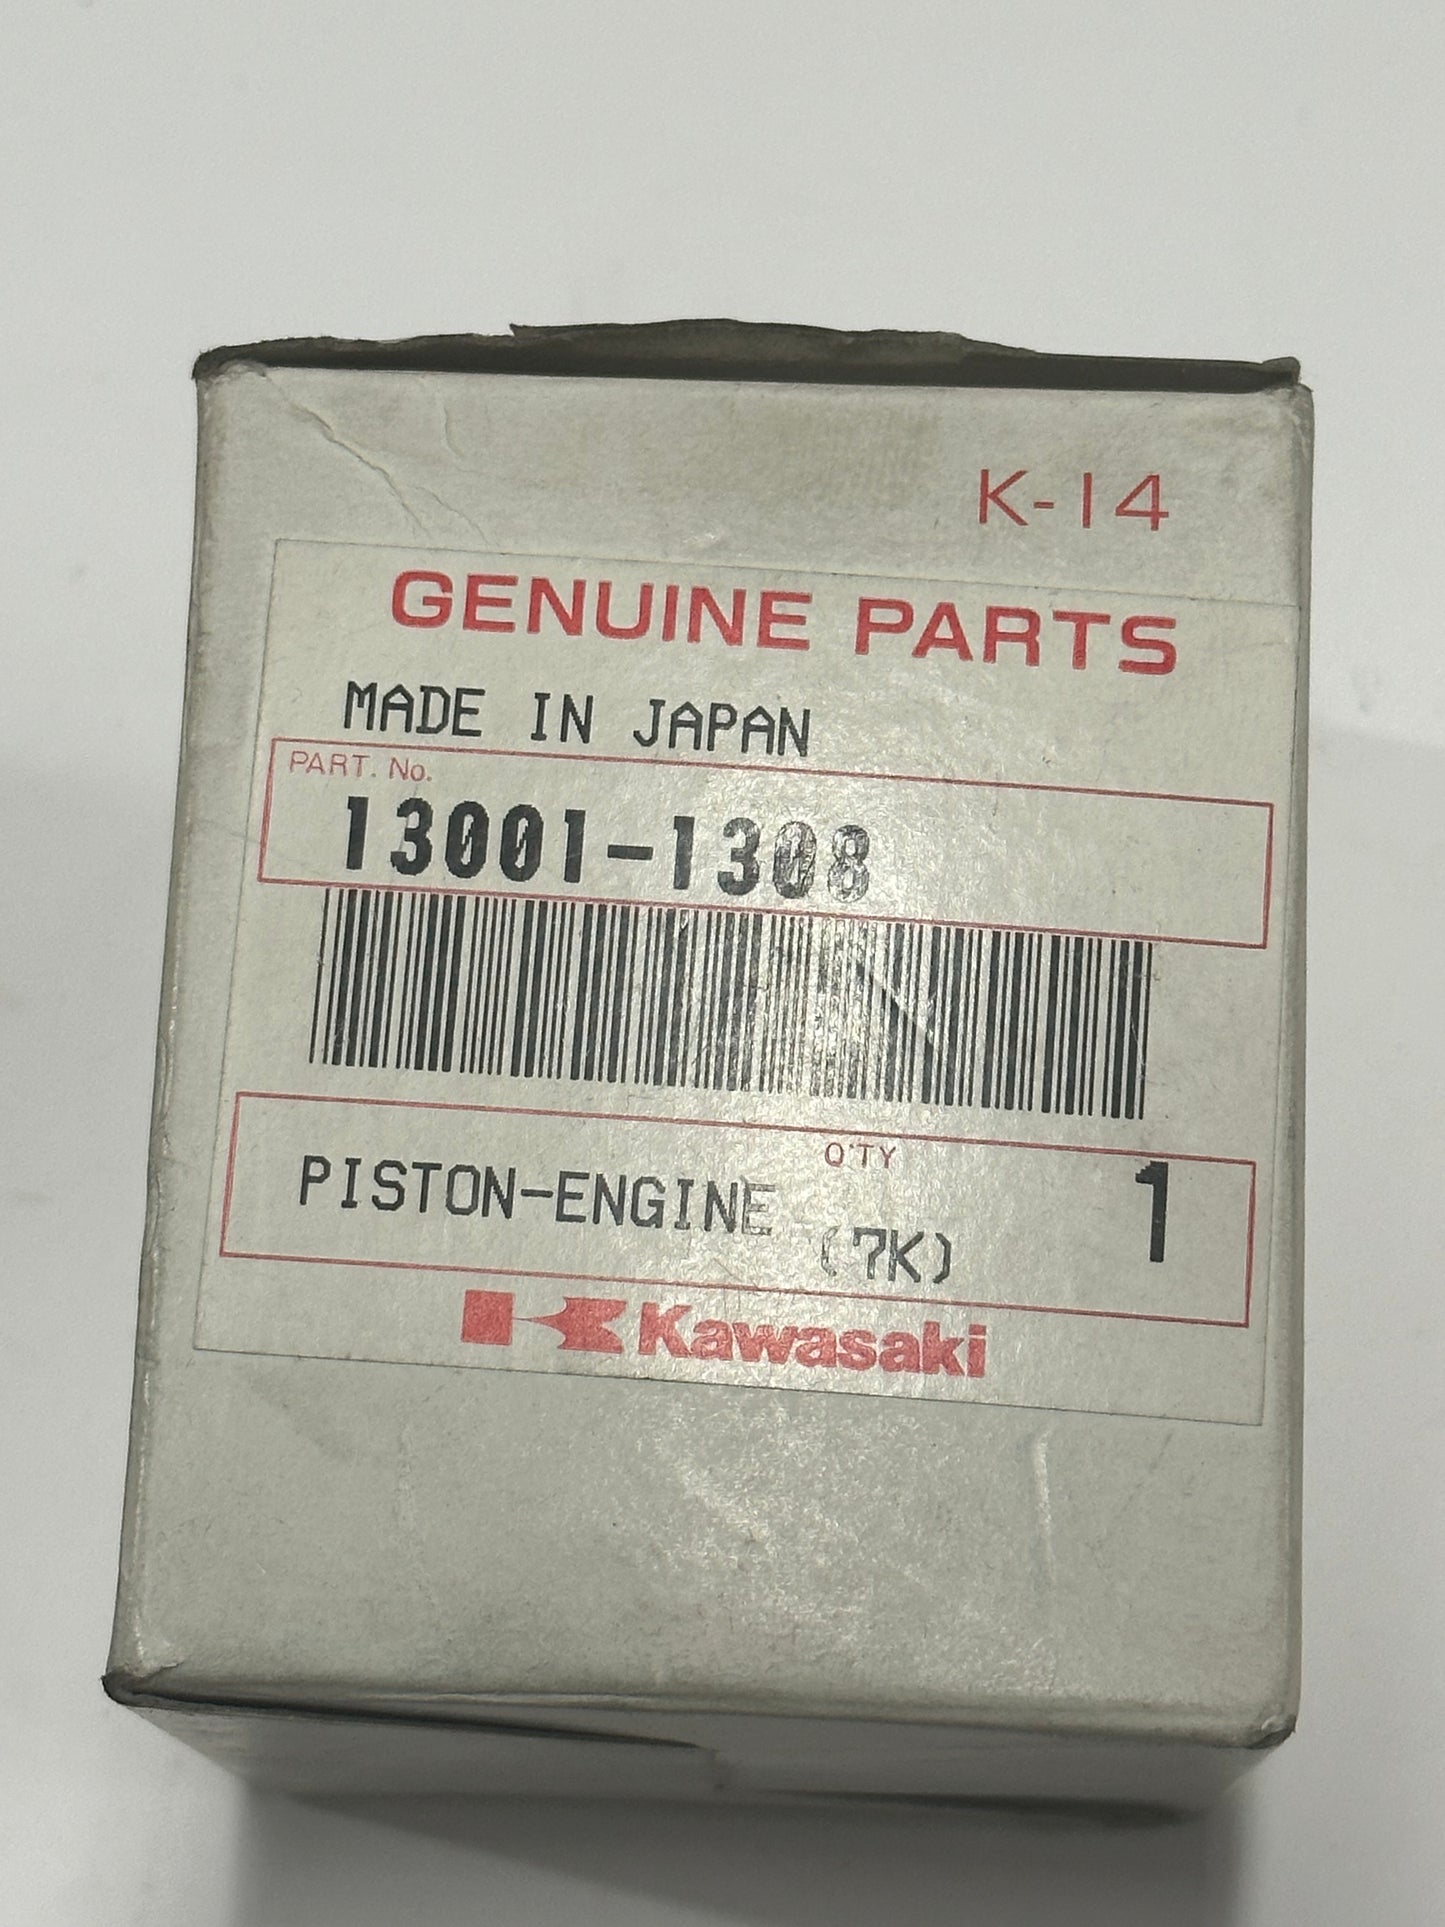 K-14
GENUINE PARTS
MADE IN JAPAN
PART. No.
13001-1308
Q'TY
PISTON-ENGINE (7K) 1
Kawasaki